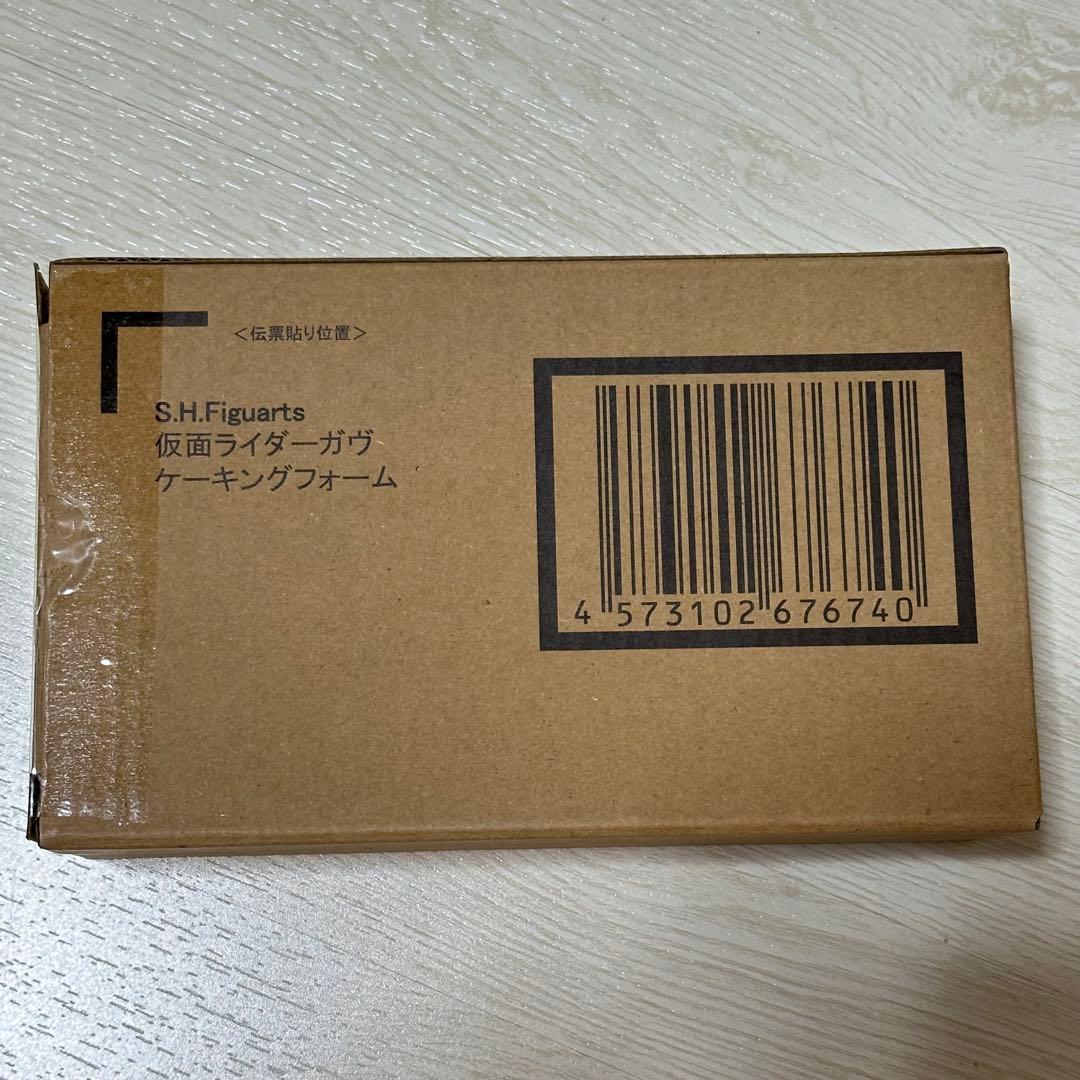 ＜伝票貼り位置＞
S.H.Figuarts
仮面ライダーガヴ
ケーキングフォーム
4 573102 676740